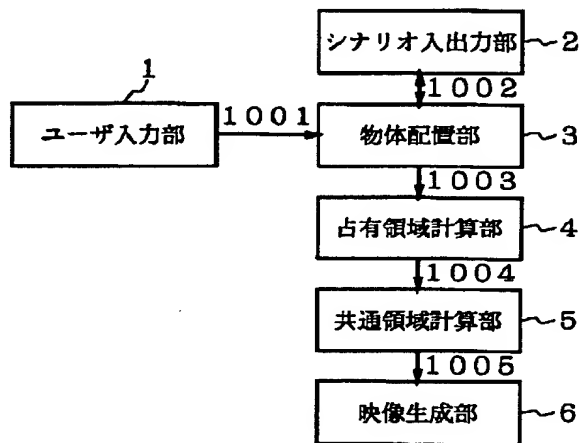 シナリオ入出力部
2
1
1002
1001
ユーザ入力部
物体配置部
3
1003
占有領域計算部
4
1004
共通領域計算部
5
1005
映像生成部
6